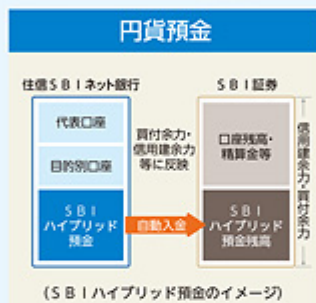 円貨預金
住信SBIネット銀行
SBI証券
代表口座
目的別口座
SBI
ハイブリッド
預金
買付余力・
信用建余力
等に反映
自動入金
口座残高・
精算金等
SBI
ハイブリッド
預金残高
信用建余力・買付余力
(SBIハイブリッド預金のイメージ)